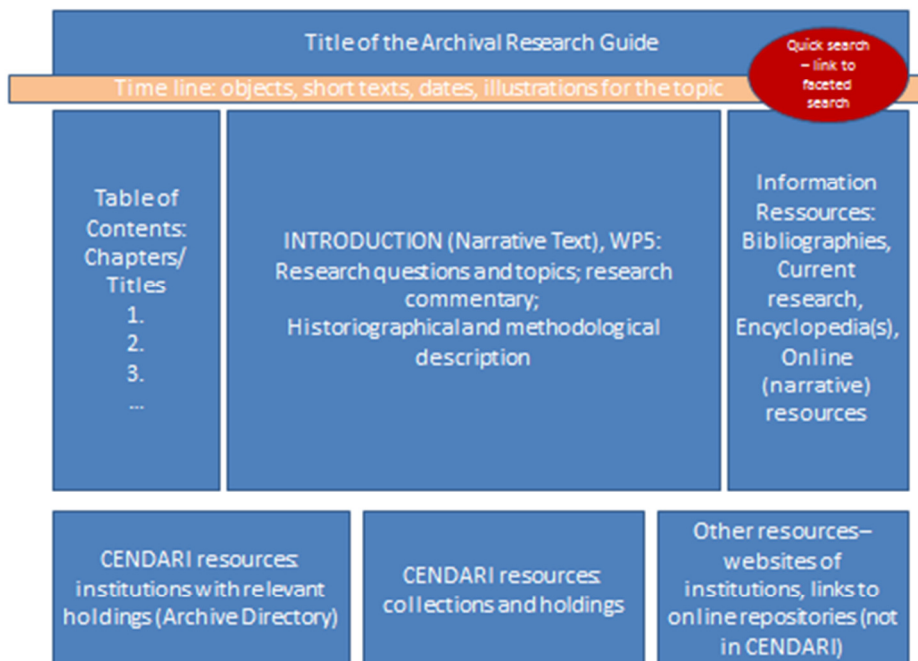 Title of the Archival Research Guide
Quick search
– link to
faceted
search
Time line: objects, short texts, dates, illustrations for the topic
Table of
Contents:
Chapters/
Titles
1.
2.
3.
...
INTRODUCTION (Narrative Text), WP5:
Research questions and topics; research
commentary;
Historiographical and methodological
description
Information
Ressources:
Bibliographies,
Current
research,
Encyclopedia(s),
Online
(narrative)
resources
CENDARI resources:
institutions with relevant
holdings (Archive Directory)
CENDARI resources:
collections and holdings
Other resources–
websites of
institutions, links to
online repositories (not
in CENDARI)